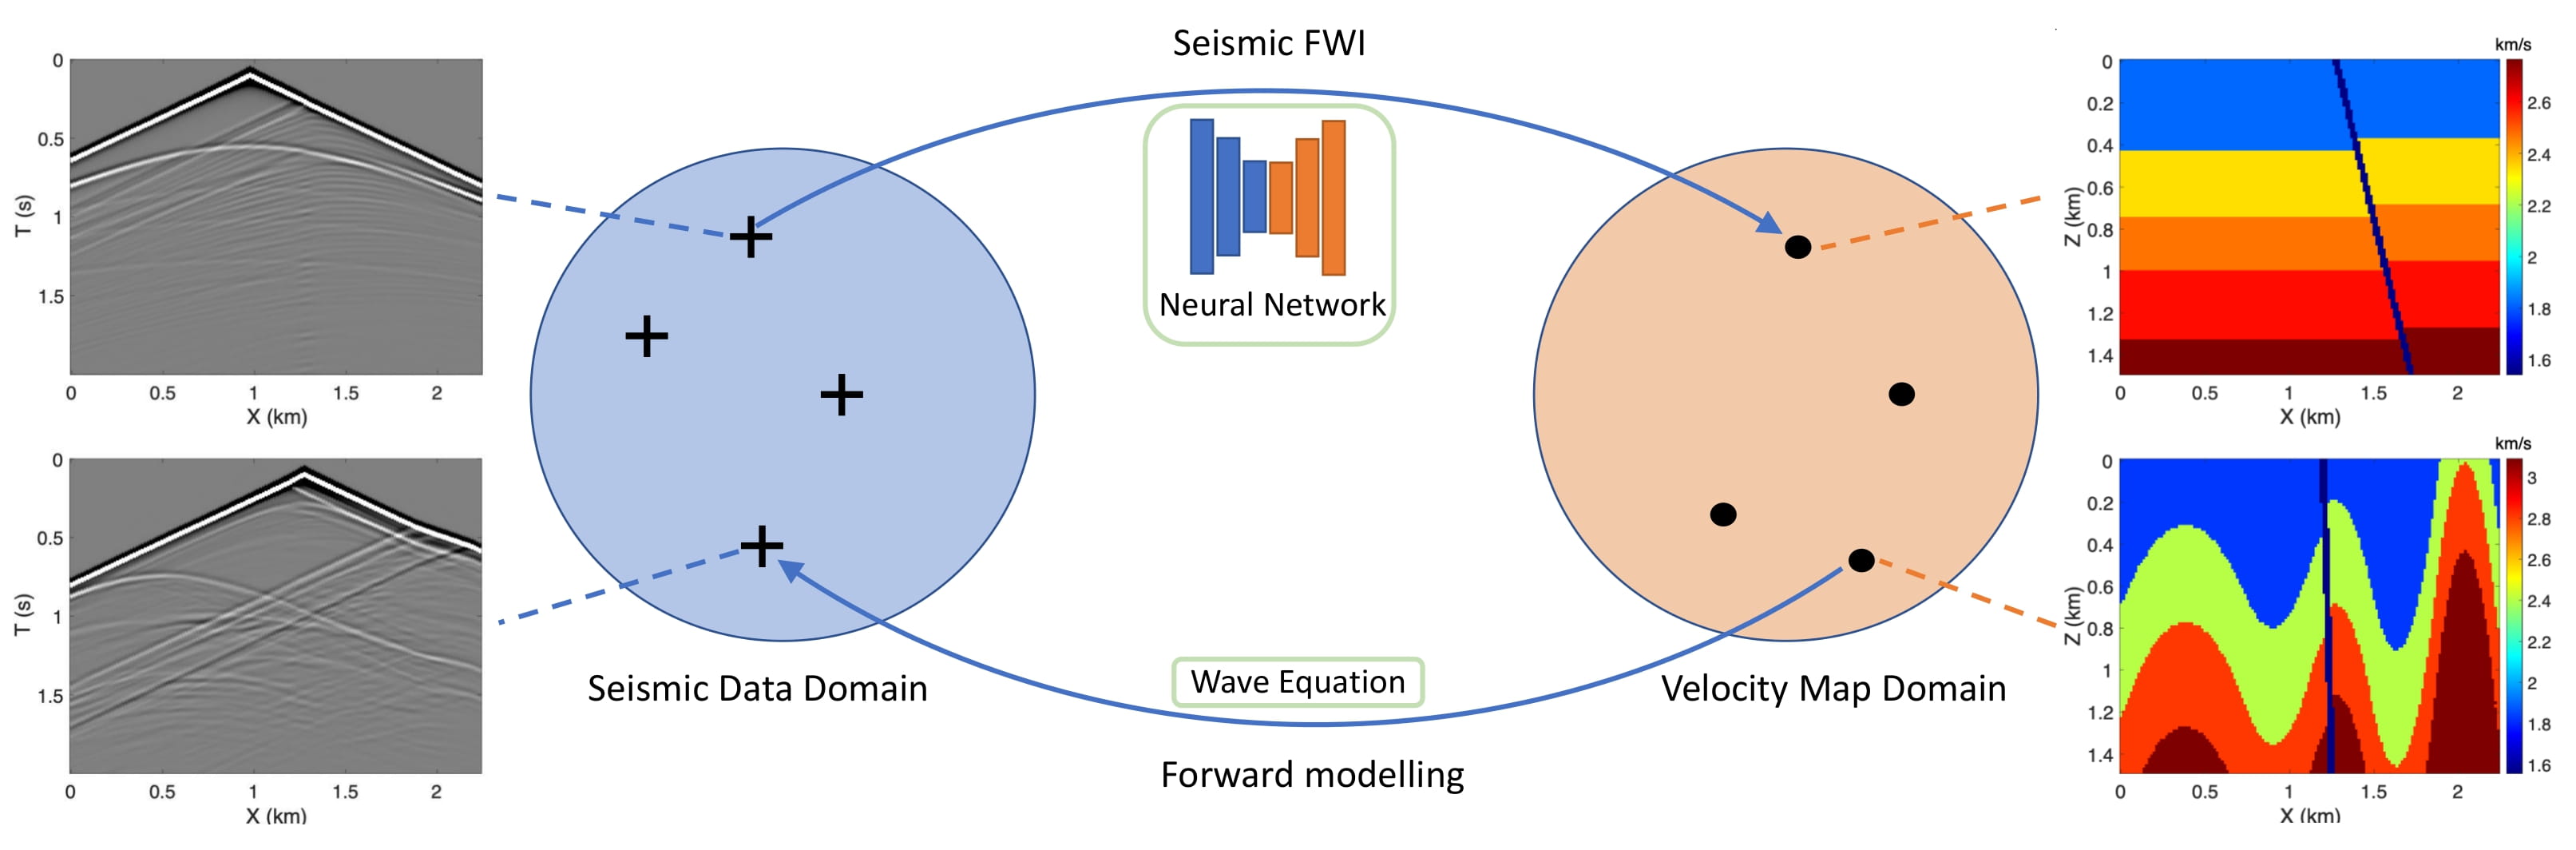 Seismic FWI
Neural Network
Seismic Data Domain
Wave Equation
Velocity Map Domain
Forward modelling
0
0.5
1
1.5
T (s)
0 0.5 1 1.5 2
X (km)
0
0.5
1
1.5
T (s)
0 0.5 1 1.5 2
X (km)
km/s
0
0.2
0.4
0.6
0.8
1
1.2
1.4
Z (km)
0 0.5 1 1.5 2
X (km)
2.6
2.4
2.2
2
1.8
1.6
km/s
0
0.2
0.4
0.6
0.8
1
1.2
1.4
Z (km)
0 0.5 1 1.5 2
X (km)
3
2.8
2.6
2.4
2.2
2
1.8
1.6